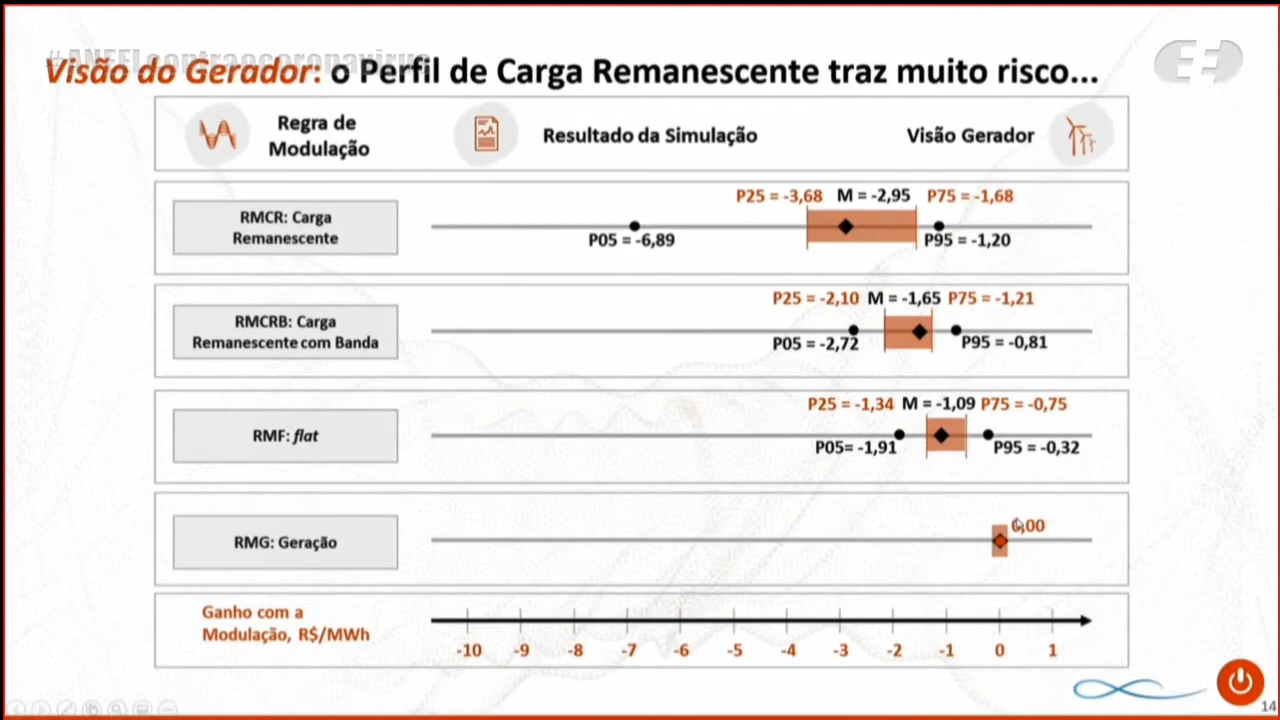 #ANEELcontraocoronavirus
Visão do Gerador: o Perfil de Carga Remanescente traz muito risco...
Regra de
Modulação
Resultado da Simulação
Visão Gerador
P25 = -3,68 M = -2,95 P75 = -1,68
RMCR: Carga
Remanescente
P05 = -6,89
P95 = -1,20
P25 = -2,10 M = -1,65 P75 = -1,21
RMCRB: Carga
Remanescente com Banda
P05 = -2,72
P95 = -0,81
P25 = -1,34 M = -1,09 P75 = -0,75
RMF: flat
P05= -1,91
P95 = -0,32
0,00
RMG: Geração
Ganho com a
Modulação, R$/MWh
-10 -9 -8 -7 -6 -5 -4 -3 -2 -1 0 1
14